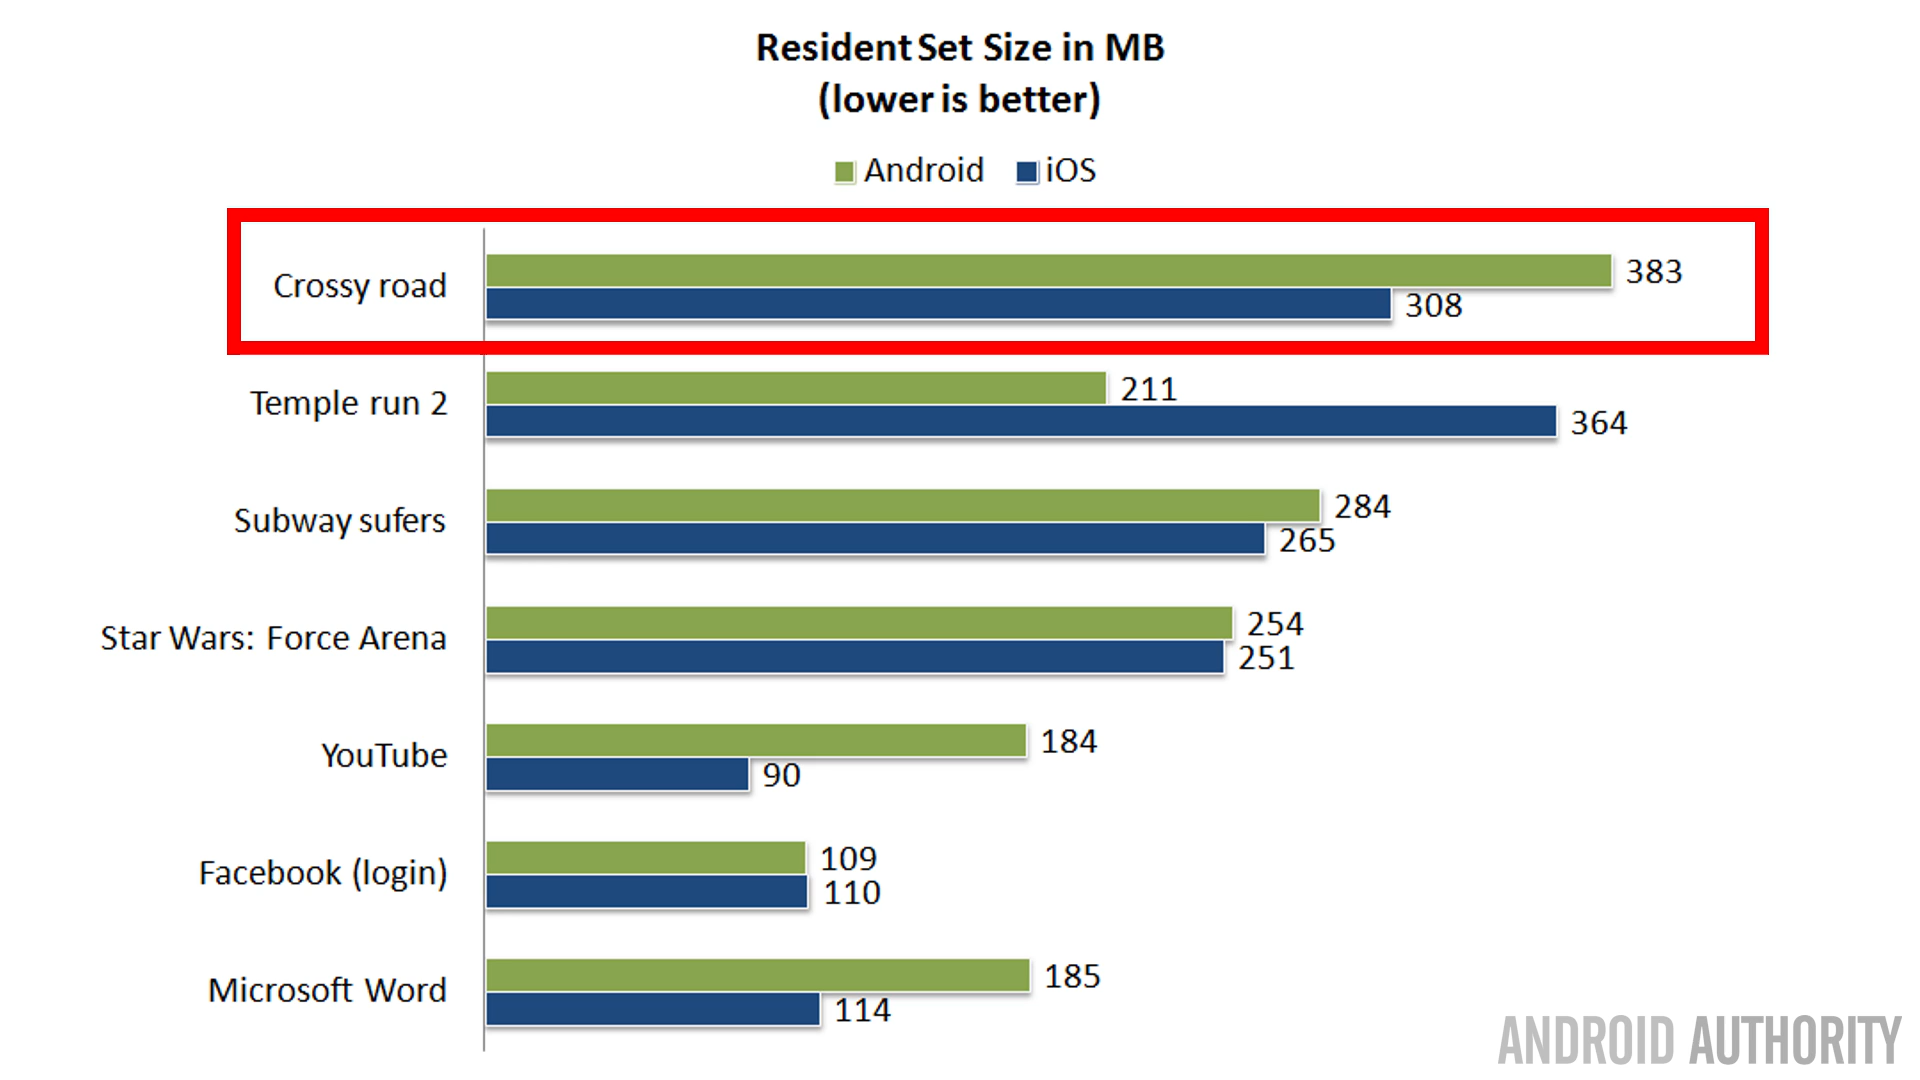 Resident Set Size in MB
(lower is better)
Android iOS
Crossy road 383
308
Temple run 2 211
364
Subway sufers 284
265
Star Wars: Force Arena 254
251
YouTube 184
90
Facebook (login) 109
110
Microsoft Word 185
114
ANDROID AUTHORITY